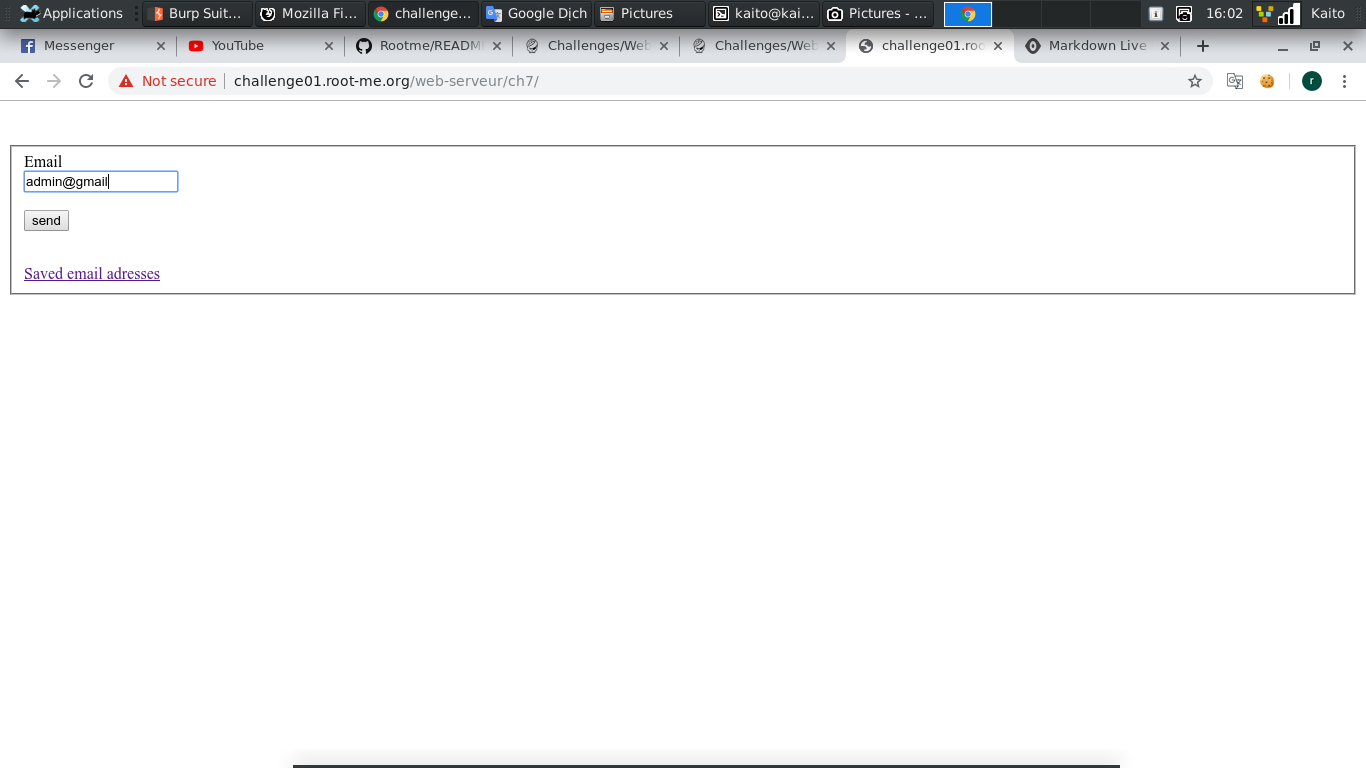 Applications Burp Suit... Mozilla Fi... challenge... Google Dịch Pictures kaito@kai... Pictures - ... 16:02 Kaito
Messenger YouTube Rootme/READM Challenges/Web Challenges/Web challenge01.roo Markdown Live
Not secure challenge01.root-me.org/web-serveur/ch7/ r
Email
admin@gmail
send
Saved email adresses